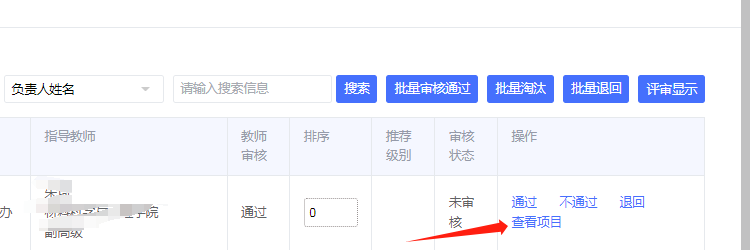 负责人姓名 请输入搜索信息 搜索 批量审核通过 批量淘汰 批量退回 评审显示
指导教师 教师审核 排序 推荐级别 审核状态 操作
办
学院
副高级
通过
0
未审核
通过 不通过 退回
查看项目